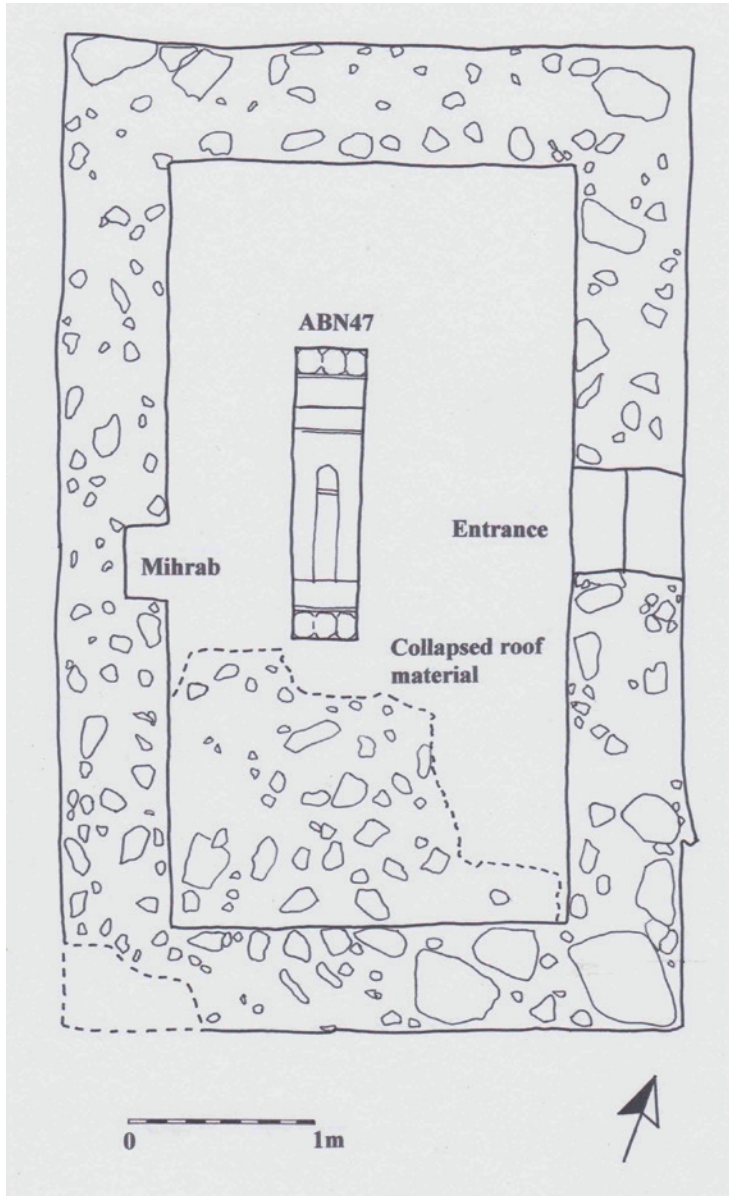 ABN47
Entrance
Mihrab
Collapsed roof
material
0 1m